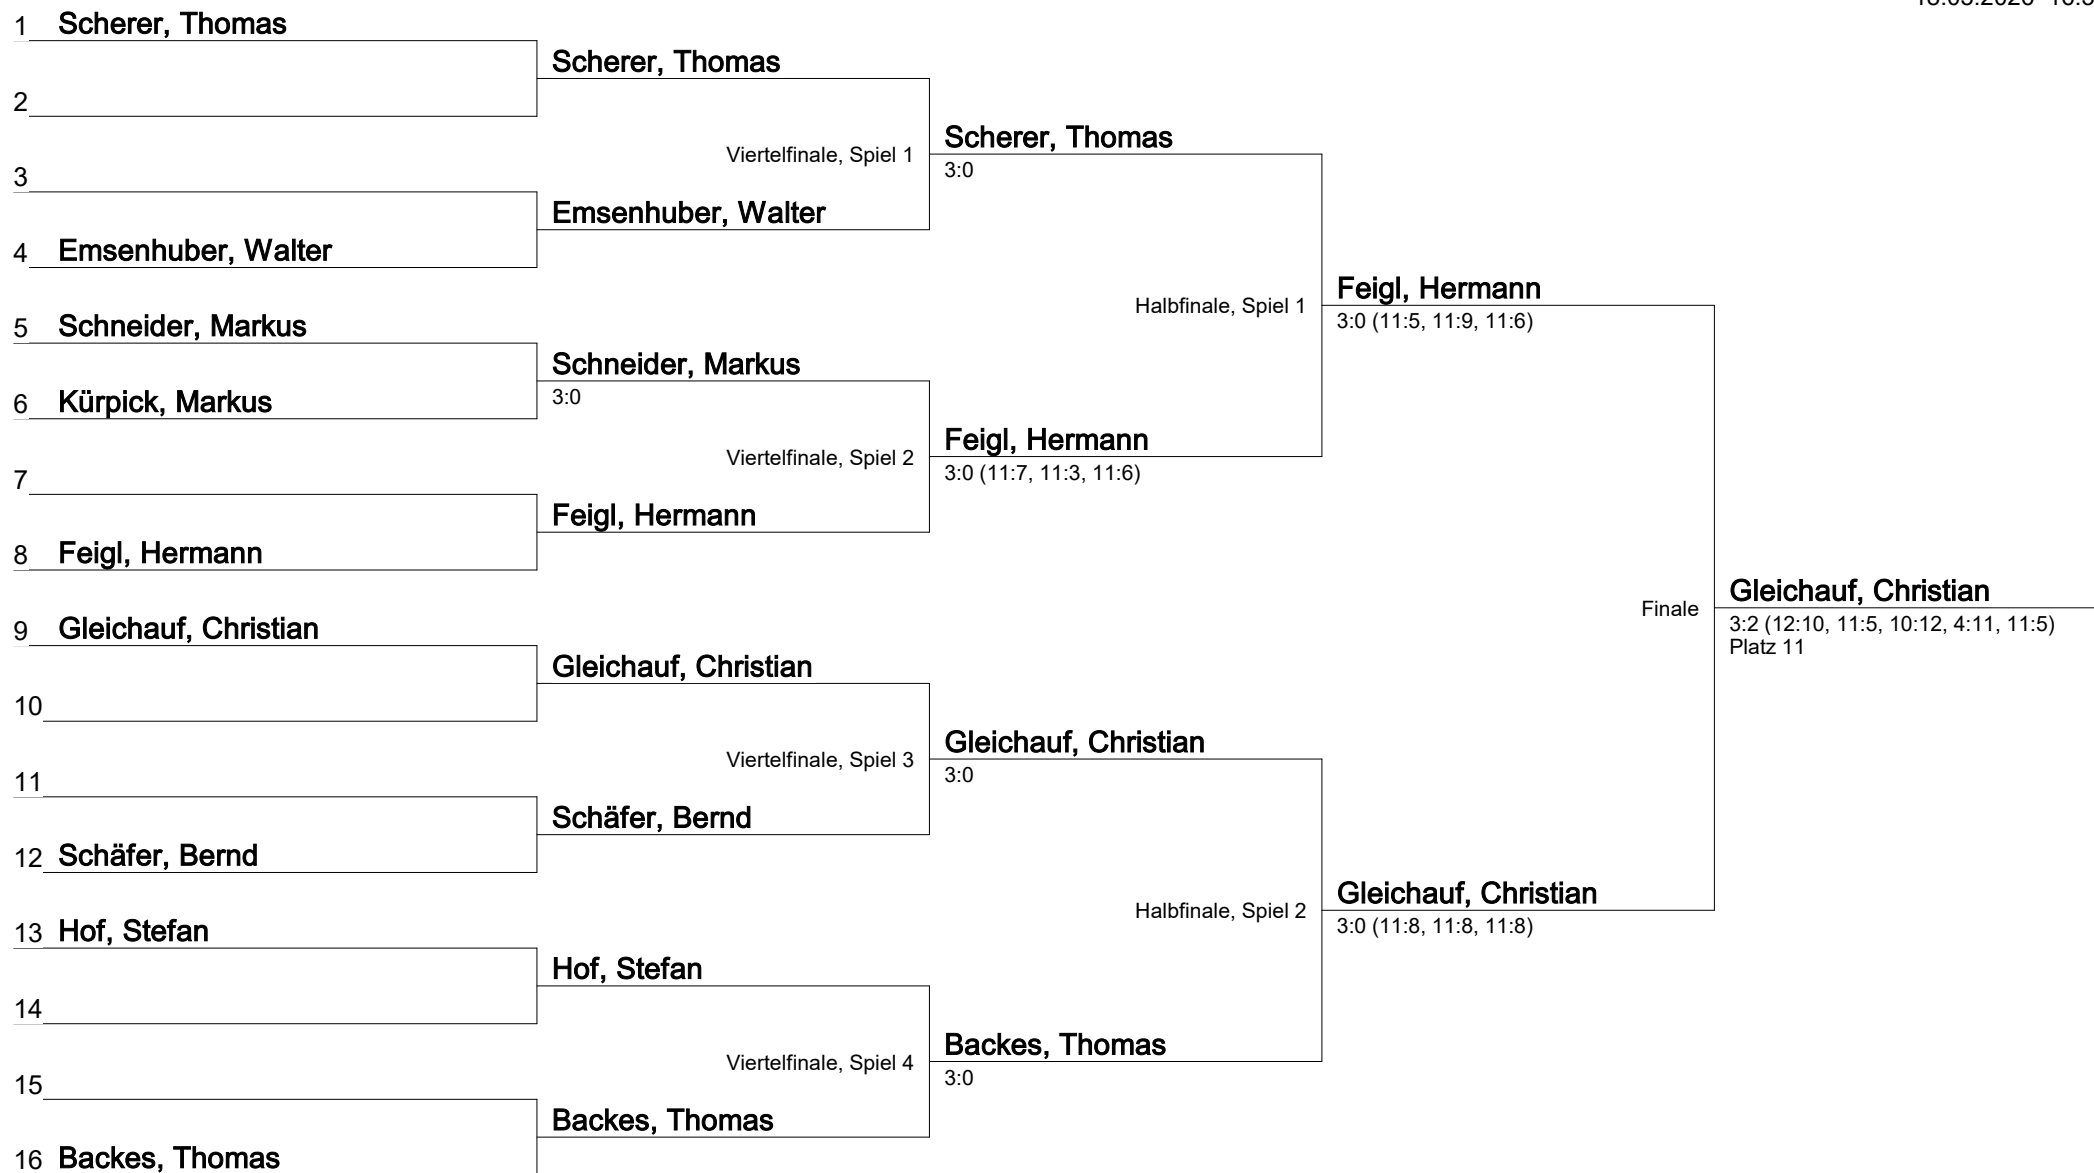 1 Scherer, Thomas
Scherer, Thomas
2
Viertelfinale, Spiel 1
Scherer, Thomas
3:0
3
Emsenhuber, Walter
4 Emsenhuber, Walter
Halbfinale, Spiel 1
Feigl, Hermann
3:0 (11:5, 11:9, 11:6)
5 Schneider, Markus
Schneider, Markus
3:0
6 Kürpick, Markus
Viertelfinale, Spiel 2
Feigl, Hermann
3:0 (11:7, 11:3, 11:6)
7
Feigl, Hermann
8 Feigl, Hermann
Finale
Gleichauf, Christian
3:2 (12:10, 11:5, 10:12, 4:11, 11:5)
Platz 11
9 Gleichauf, Christian
Gleichauf, Christian
10
Viertelfinale, Spiel 3
Gleichauf, Christian
3:0
11
Schäfer, Bernd
12 Schäfer, Bernd
Halbfinale, Spiel 2
Gleichauf, Christian
3:0 (11:8, 11:8, 11:8)
13 Hof, Stefan
Hof, Stefan
14
Viertelfinale, Spiel 4
Backes, Thomas
3:0
15
Backes, Thomas
16 Backes, Thomas